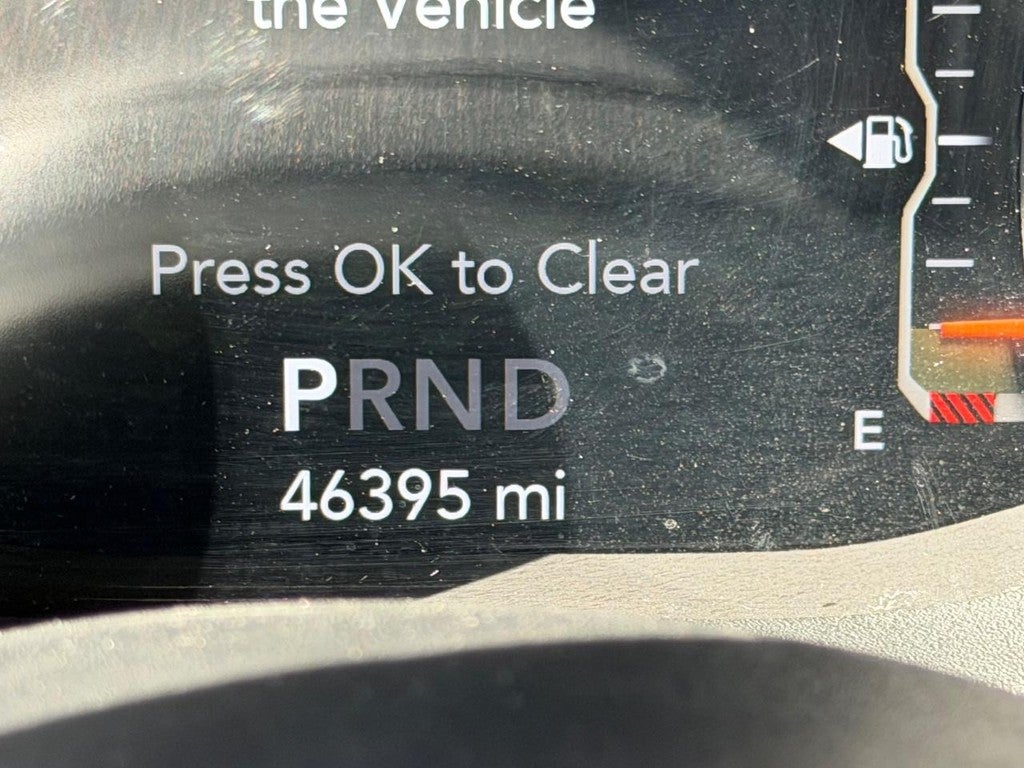 the Vehicle
Press OK to Clear
PRND
46395 mi
E